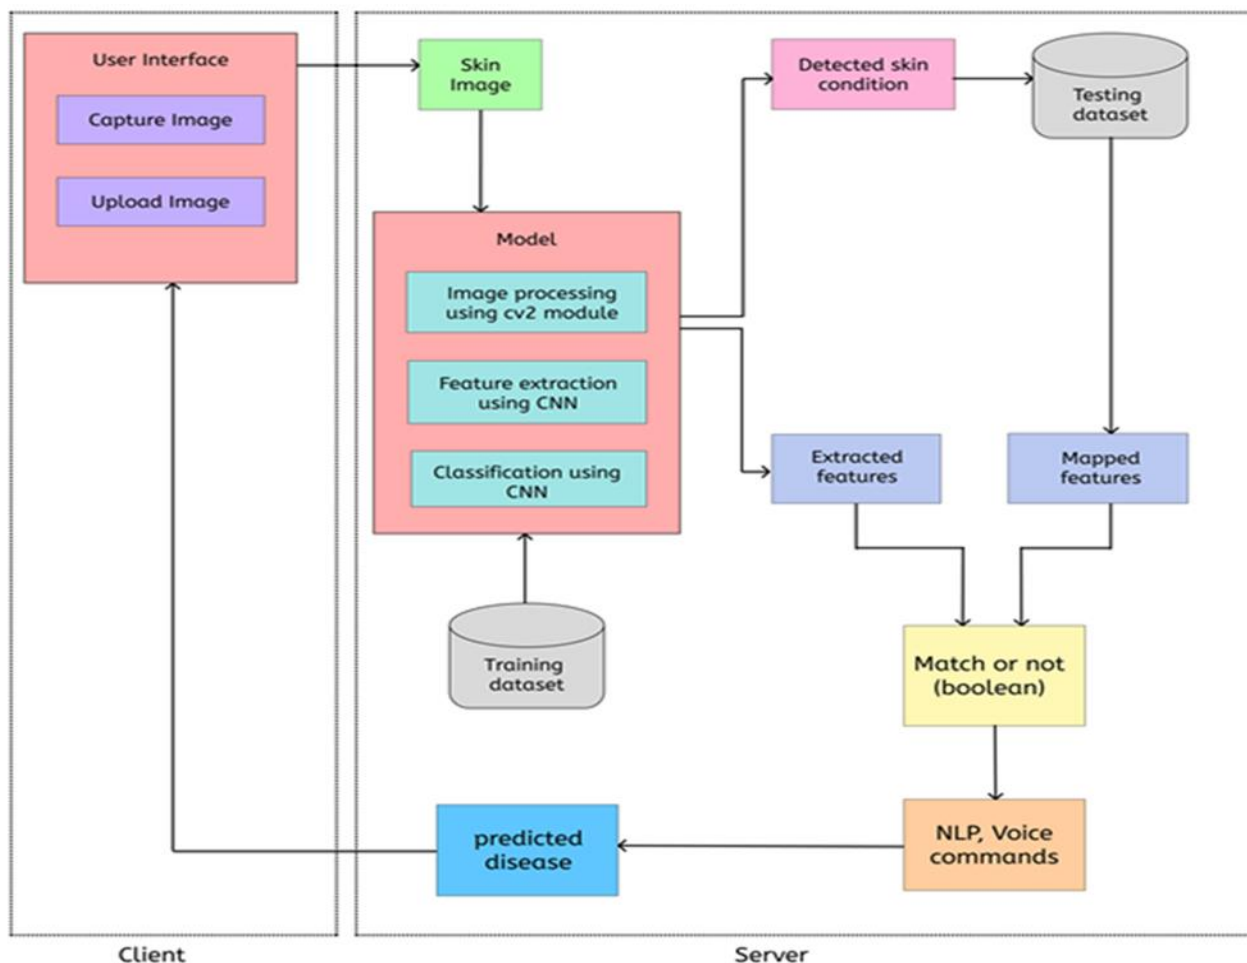 User Interface
Capture Image
Upload Image
Skin
Image
Model
Image processing
using cv2 module
Feature extraction
using CNN
Classification using
CNN
Training
dataset
Detected skin
condition
Testing
dataset
Extracted
features
Mapped
features
Match or not
(boolean)
NLP, Voice
commands
predicted
disease
Client
Server